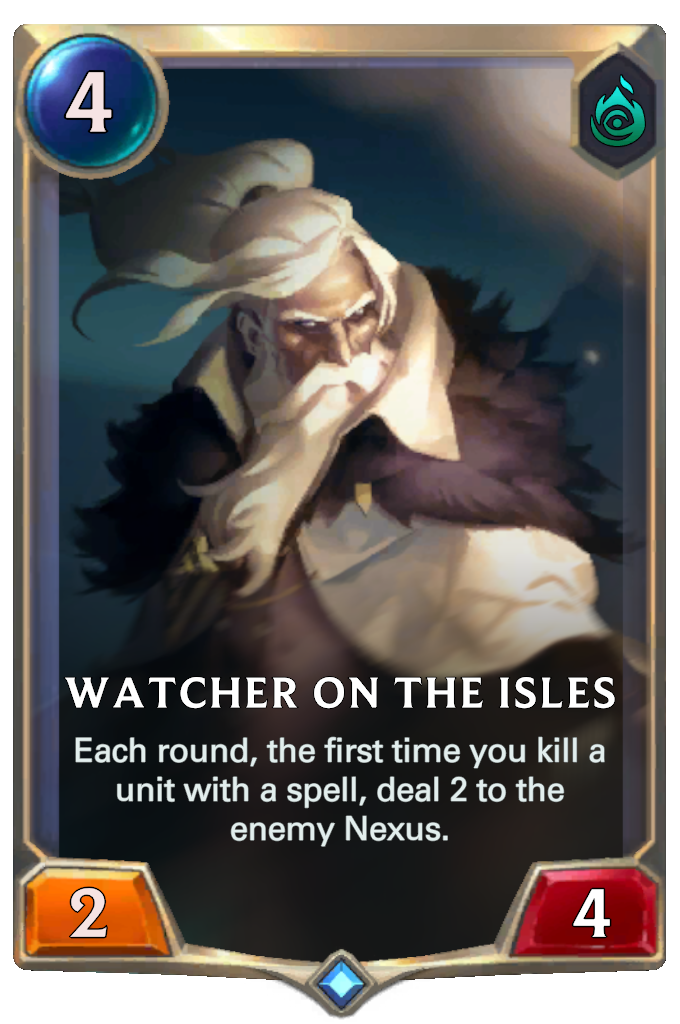 4
WATCHER ON THE ISLES
Each round, the first time you kill a
unit with a spell, deal 2 to the
enemy Nexus.
2
4